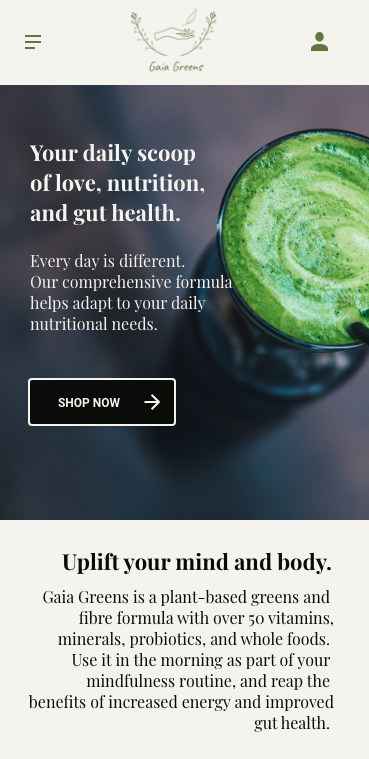 Gaia Greens
Your daily scoop
of love, nutrition,
and gut health.
Every day is different.
Our comprehensive formula
helps adapt to your daily
nutritional needs.
SHOP NOW
Uplift your mind and body.
Gaia Greens is a plant-based greens and
fibre formula with over 50 vitamins,
minerals, probiotics, and whole foods.
Use it in the morning as part of your
mindfulness routine, and reap the
benefits of increased energy and improved
gut health.